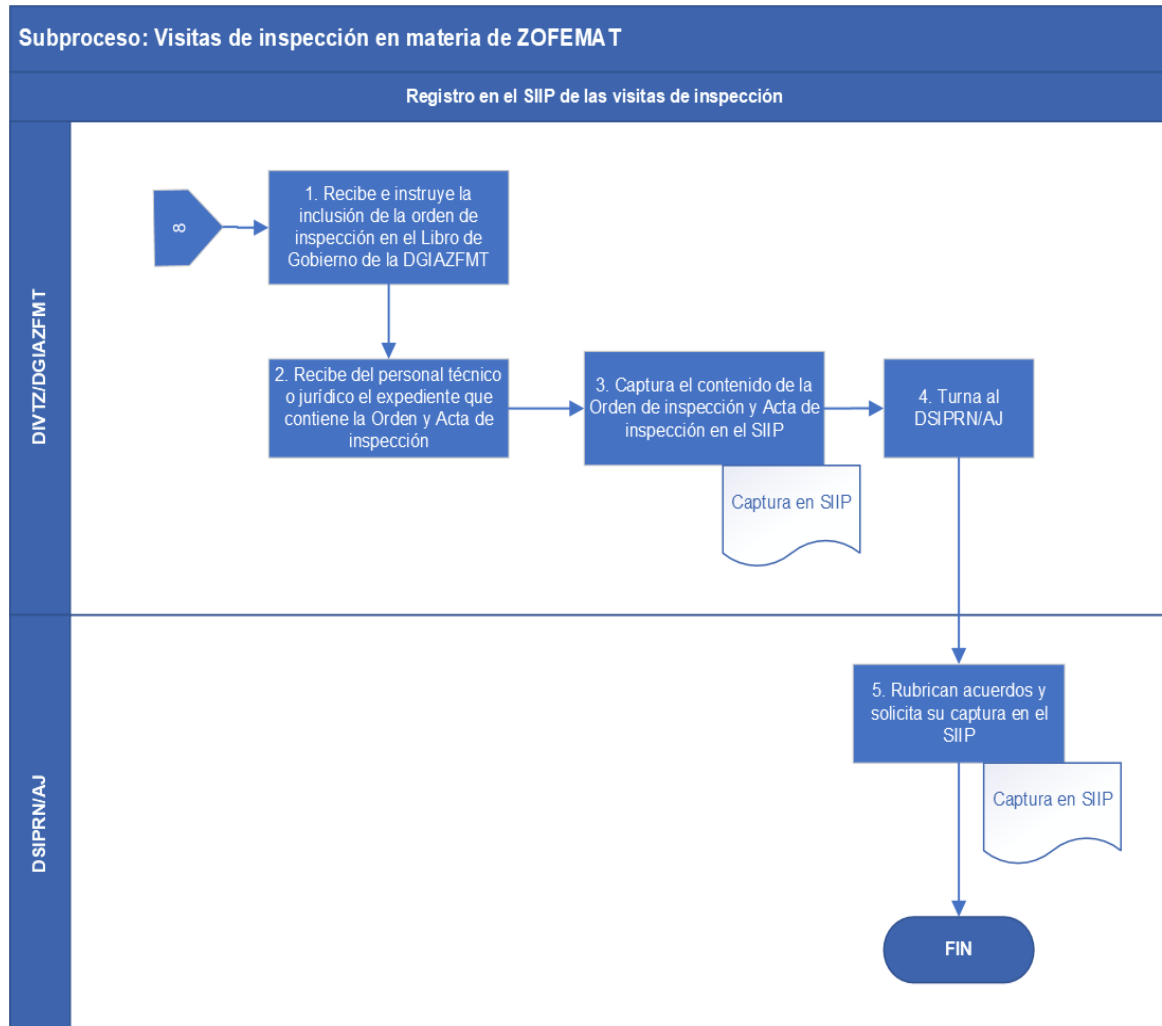 Subproceso: Visitas de inspección en materia de ZOFEMAT
Registro en el SIIP de las visitas de inspección
DIVTZ/DGIAZFMT
8
1. Recibe e instruye la
inclusión de la orden de
inspección en el Libro de
Gobierno de la DGIAZFMT
2. Recibe del personal técnico
o jurídico el expediente que
contiene la Orden y Acta de
inspección
3. Captura el contenido de la
Orden de inspección y Acta de
inspección en el SIIP
Captura en SIIP
4. Turna al
DSIPRN/AJ
DSIPRN/AJ
5. Rubrican acuerdos y
solicita su captura en el
SIIP
Captura en SIIP
FIN